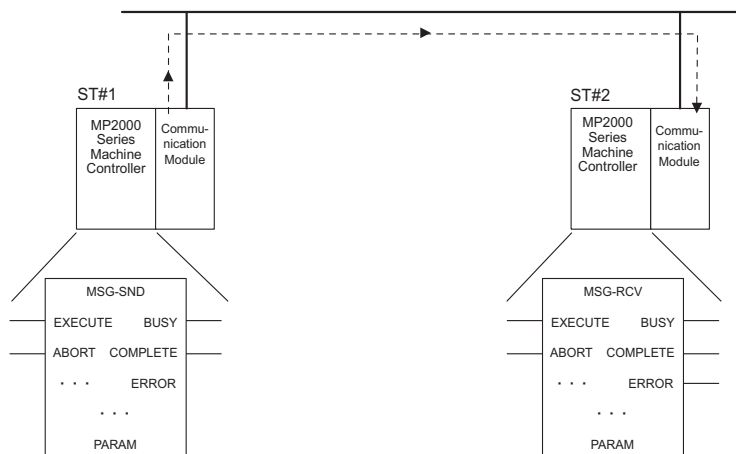 ST#1
MP2000
Series
Machine
Controller
Commu-
nication
Module
ST#2
MP2000
Series
Machine
Controller
Commu-
nication
Module
MSG-SND
EXECUTE BUSY
ABORT COMPLETE
· · · ERROR
· · ·
PARAM
MSG-RCV
EXECUTE BUSY
ABORT COMPLETE
· · · ERROR
· · ·
PARAM